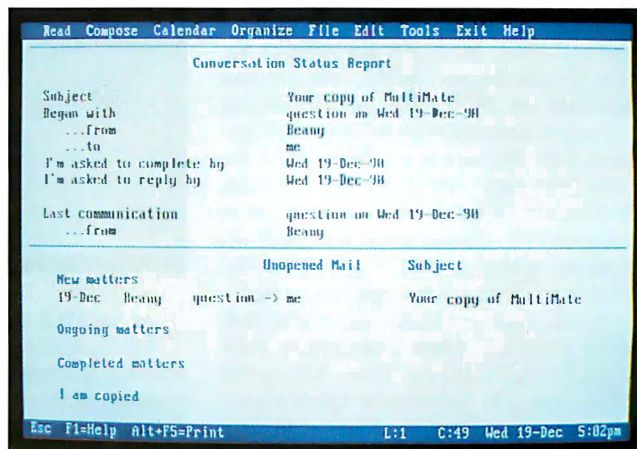 Read Compose Calendar Organize File Edit Tools Exit Help
Conversation Status Report
Subject Your copy of MultiMate
Began with question on Wed 19-Dec-90
...from Beany
...to me
I'm asked to complete by Wed 19-Dec-90
I'm asked to reply by Wed 19-Dec-90
Last communication question on Wed 19-Dec-90
...from Beany
Unopened Mail Subject
New matters
19-Dec Beany question -> me Your copy of MultiMate
Ongoing matters
Completed matters
I am copied
Esc F1=Help Alt+F5=Print L:1 C:49 Wed 19-Dec 5:02pm